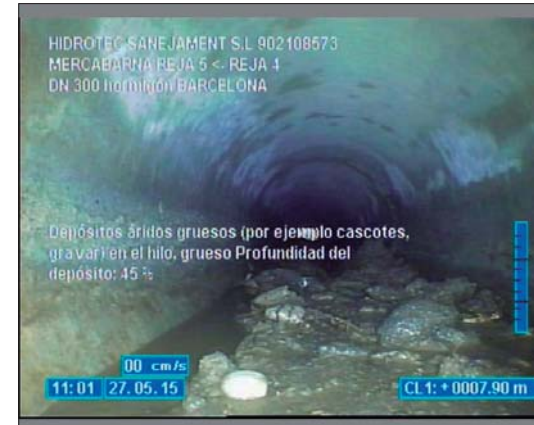 HIDROTEC SANEJAMENT S.L 902108573
MERCABARNA REJA 5 <- REJA 4
DN 300 hormigón BARCELONA
Depósitos áridos gruesos (por ejemplo cascotes,
gravar) en el hilo, grueso Profundidad del
depósito: 45 %
00 cm/s
11:01 27.05.15
CL1: +0007.90 m